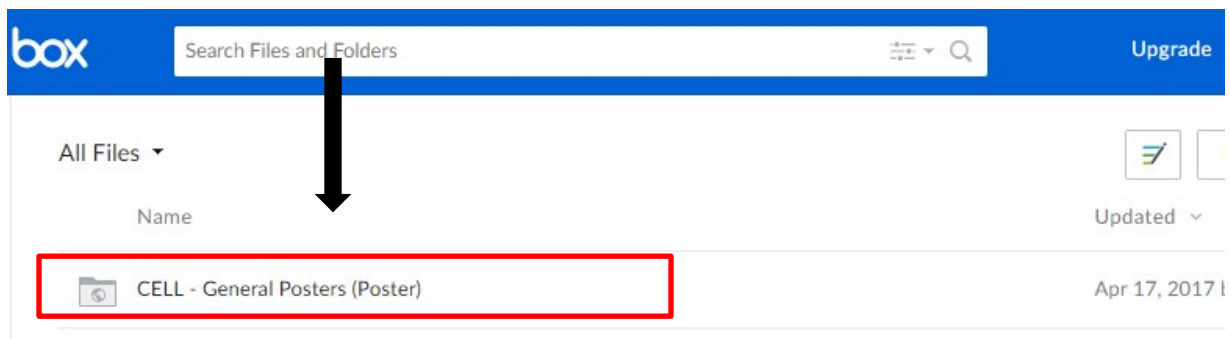 box Search Files and Folders Upgrade
All Files
Name Updated
CELL - General Posters (Poster) Apr 17, 2017